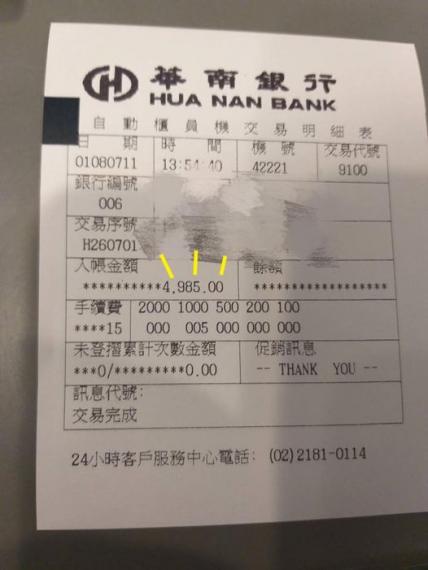 華南銀行
HUA NAN BANK
自動櫃員機交易明細表
日期 時間 機號 交易代號
01080711 13:54:40 42221 9100
銀行編號
006
交易序號
H260701
入帳金額 餘額
**********4,985.00 *****************
手續費 2000 1000 500 200 100
****15 000 005 000 000 000
未登摺累計次數金額 促銷訊息
***0/*********0.00 -- THANK YOU --
訊息代號:
交易完成
24小時客戶服務中心電話: (02)2181-0114